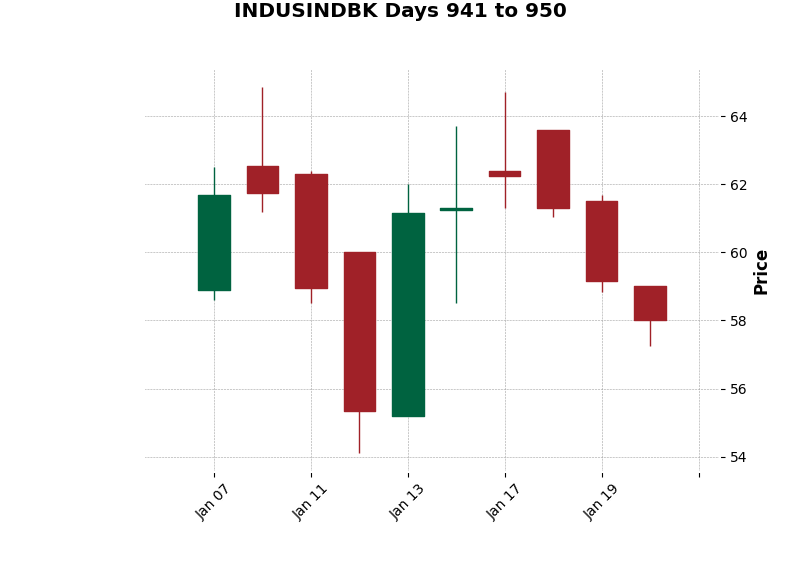 INDUSINDBK Days 941 to 950
64
62
60
58
56
54
Price
Jan 07
Jan 11
Jan 13
Jan 17
Jan 19